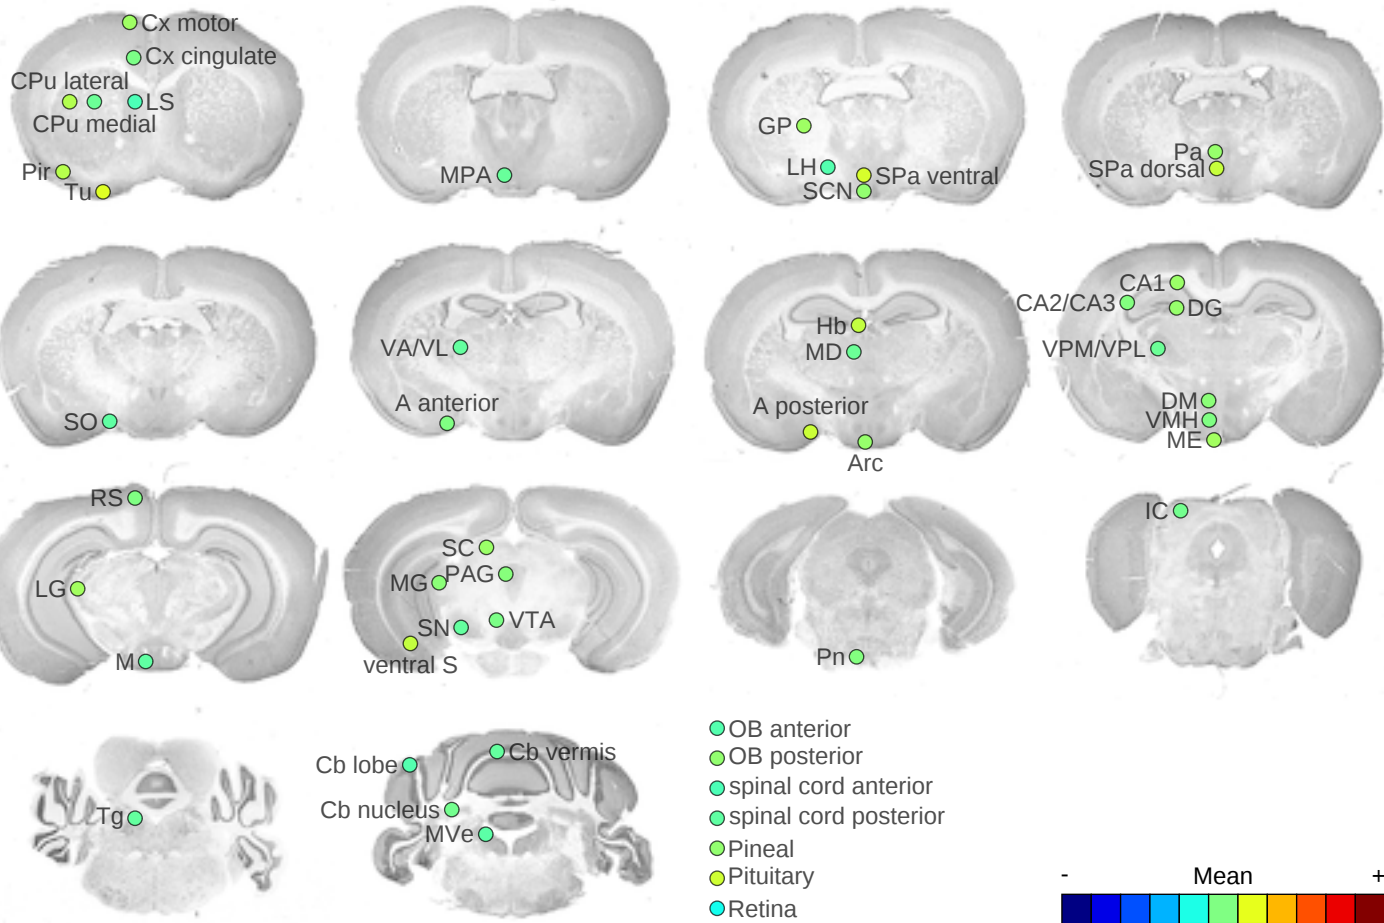 Cx motor
Cx cingulate
CPu lateral
LS
CPu medial
Pir
Tu
MPA
GP
LH
SPa ventral
SCN
Pa
SPa dorsal
SO
VA/VL
A anterior
Hb
MD
A posterior
Arc
CA1
CA2/CA3
DG
VPM/VPL
DM
VMH
ME
RS
LG
M
SC
MG
PAG
SN
VTA
ventral S
Pn
IC
Tg
Cb lobe
Cb vermis
Cb nucleus
MVe
OB anterior
OB posterior
spinal cord anterior
spinal cord posterior
Pineal
Pituitary
Retina
- Mean +